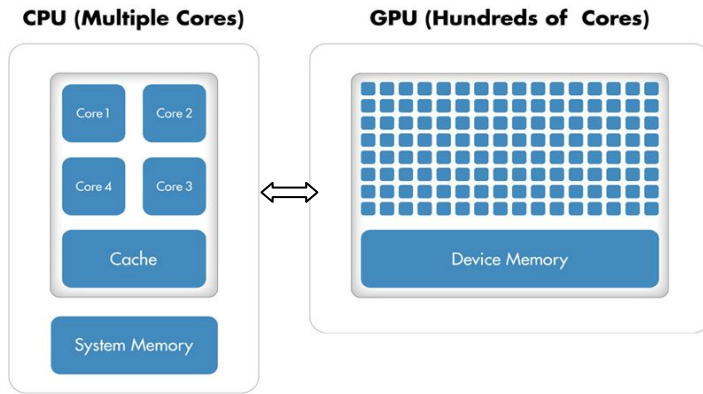 CPU (Multiple Cores)
GPU (Hundreds of Cores)
Core 1
Core 2
Core 4
Core 3
Cache
Device Memory
System Memory